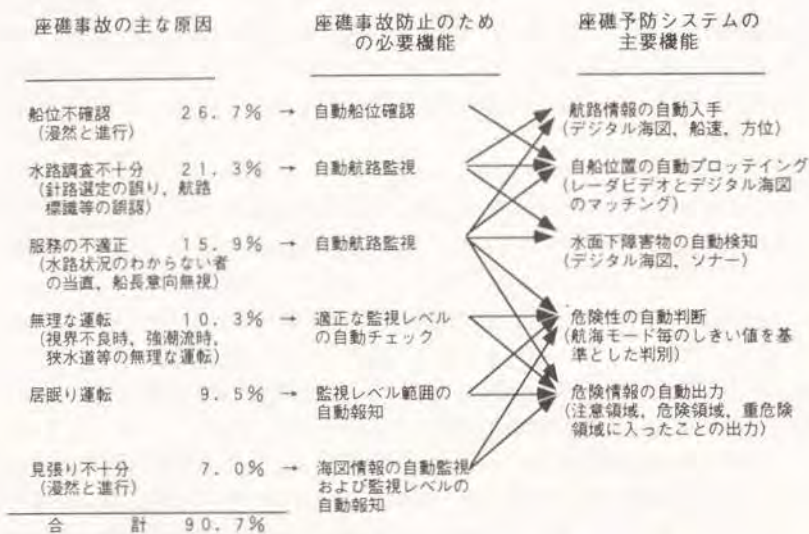 座礁事故の主な原因
船位不確認 26.7% →
(漫然と進行)
水路調査不十分 21.3% →
(針路選定の誤り、航路
標識等の誤認)
服務の不適正 15.9% →
(水路状況のわからない者
の当直、船長意向無視)
無理な運転 10.3% →
(視界不良時、強潮流時、
狭水道等の無理な運転)
居眠り運転 9.5% →
見張り不十分 7.0% →
(漫然と進行)
合計 90.7%
座礁事故防止のため
の必要機能
自動船位確認
自動航路監視
自動航路監視
適正な監視レベル
の自動チェック
監視レベル範囲の
自動報知
海図情報の自動監視
および監視レベルの
自動報知
座礁予防システムの
主要機能
航路情報の自動入手
(デジタル海図、船速、方位)
自船位置の自動プロッテイング
(レーダビデオとデジタル海図
のマッチング)
水面下障害物の自動検知
(デジタル海図、ソナー)
危険性の自動判断
(航海モード毎のしきい値を基
準とした判別)
危険情報の自動出力
(注意領域、危険領域、重危険
領域に入ったことの出力)